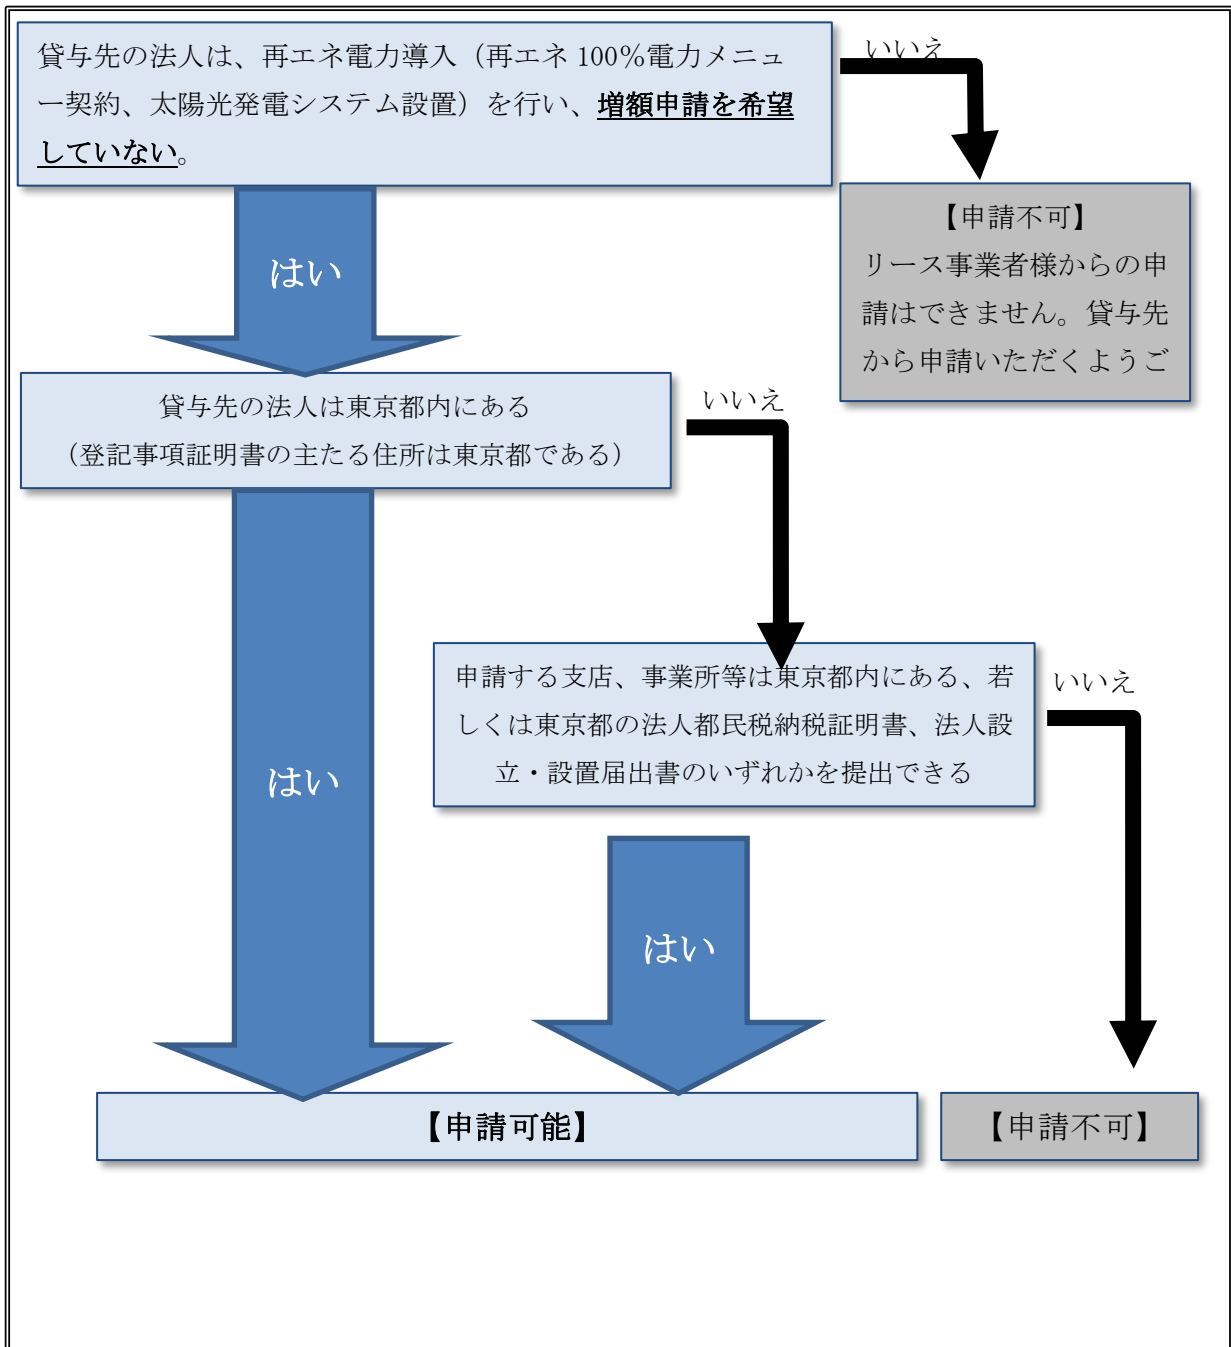 貸与先の法人は、再エネ電力導入（再エネ 100％電力メニュ
ー契約、太陽光発電システム設置）を行い、増額申請を希望
していない。
いいえ
【申請不可】
リース事業者様からの申
請はできません。貸与先
から申請いただくようご
はい
貸与先の法人は東京都内にある
（登記事項証明書の主たる住所は東京都である）
いいえ
申請する支店、事業所等は東京都内にある、若
しくは東京都の法人都民税納税証明書、法人設
立・設置届出書のいずれかを提出できる
いいえ
はい
はい
【申請可能】
【申請不可】